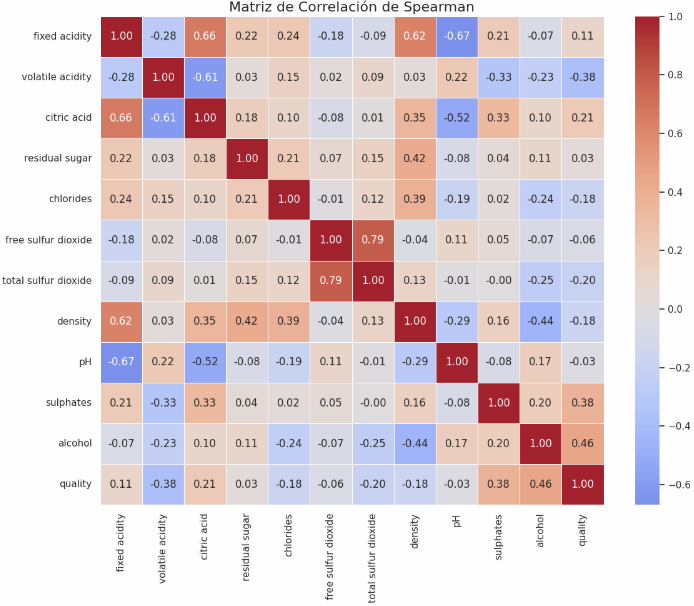 Matriz de Correlación de Spearman
fixed acidity 1.00 -0.28 0.66 0.22 0.24 -0.18 -0.09 0.62 -0.67 0.21 -0.07 0.11
volatile acidity -0.28 1.00 -0.61 0.03 0.15 0.02 0.09 0.03 0.22 -0.33 -0.23 -0.38
citric acid 0.66 -0.61 1.00 0.18 0.10 -0.08 0.01 0.35 -0.52 0.33 0.10 0.21
residual sugar 0.22 0.03 0.18 1.00 0.21 0.07 0.15 0.42 -0.08 0.04 0.11 0.03
chlorides 0.24 0.15 0.10 0.21 1.00 -0.01 0.12 0.39 -0.19 0.02 -0.24 -0.18
free sulfur dioxide -0.18 0.02 -0.08 0.07 -0.01 1.00 0.79 -0.04 0.11 0.05 -0.07 -0.06
total sulfur dioxide -0.09 0.09 0.01 0.15 0.12 0.79 1.00 0.13 -0.01 -0.00 -0.25 -0.20
density 0.62 0.03 0.35 0.42 0.39 -0.04 0.13 1.00 -0.29 0.16 -0.44 -0.18
pH -0.67 0.22 -0.52 -0.08 -0.19 0.11 -0.01 -0.29 1.00 -0.08 0.17 -0.03
sulphates 0.21 -0.33 0.33 0.04 0.02 0.05 -0.00 0.16 -0.08 1.00 0.20 0.38
alcohol -0.07 -0.23 0.10 0.11 -0.24 -0.07 -0.25 -0.44 0.17 0.20 1.00 0.46
quality 0.11 -0.38 0.21 0.03 -0.18 -0.06 -0.20 -0.18 -0.03 0.38 0.46 1.00
fixed acidity
volatile acidity
citric acid
residual sugar
chlorides
free sulfur dioxide
total sulfur dioxide
density
pH
sulphates
alcohol
quality
1.0
0.8
0.6
0.4
0.2
0.0
−0.2
−0.4
−0.6